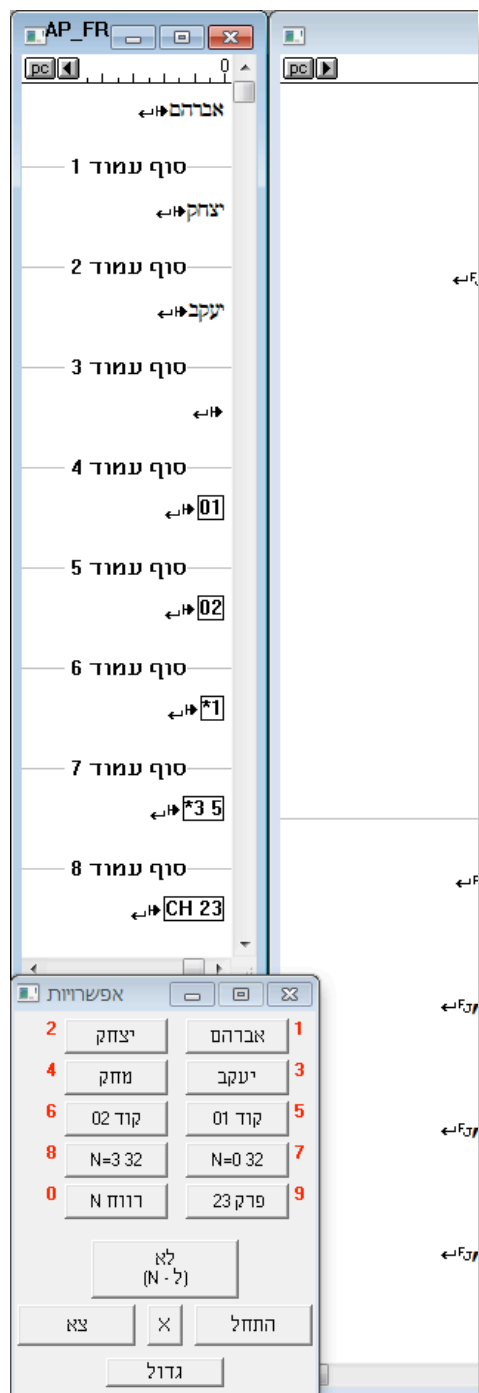 AP_FR
pc 0
pc
אברהם
סוף עמוד 1
יצחק
סוף עמוד 2
יעקב
סוף עמוד 3
סוף עמוד 4
01
סוף עמוד 5
02
סוף עמוד 6
*1
סוף עמוד 7
*3 5
סוף עמוד 8
CH 23
אפשרויות
1 אברהם יצחק 2
3 יעקב מחק 4
5 קוד 01 קוד 02 6
7 N=0 32 N=3 32 8
9 פרק 23 רווח N 0
לא
(ל - N)
התחל X צא
גדול